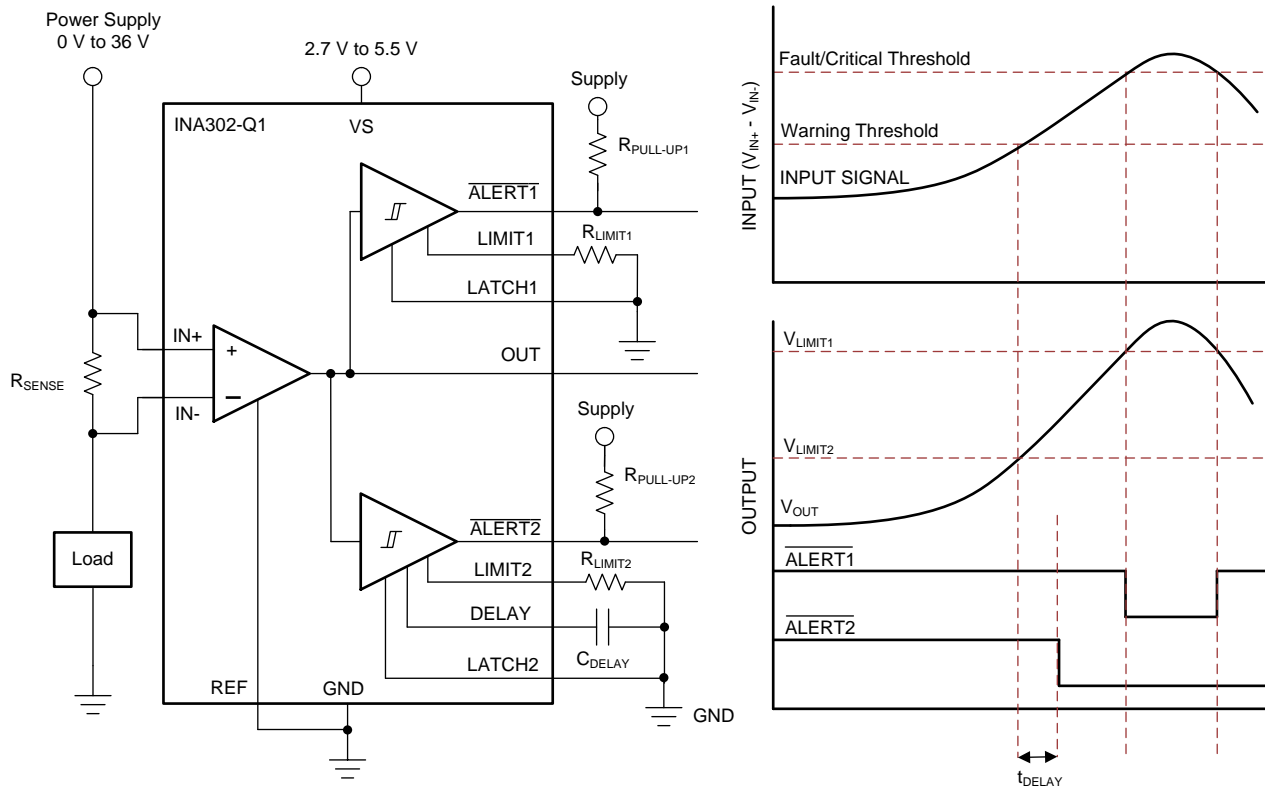 Power Supply
0 V to 36 V
2.7 V to 5.5 V
Supply
INA302-Q1
VS
RPULL-UP1
ALERT1
LIMIT1
RLIMIT1
LATCH1
IN+
+
OUT
RSENSE
IN-
Supply
RPULL-UP2
ALERT2
Load
LIMIT2
RLIMIT2
DELAY
CDELAY
LATCH2
REF
GND
GND
INPUT (VIN+ - VIN-)
Fault/Critical Threshold
Warning Threshold
INPUT SIGNAL
OUTPUT
VLIMIT1
VLIMIT2
VOUT
ALERT1
ALERT2
tDELAY